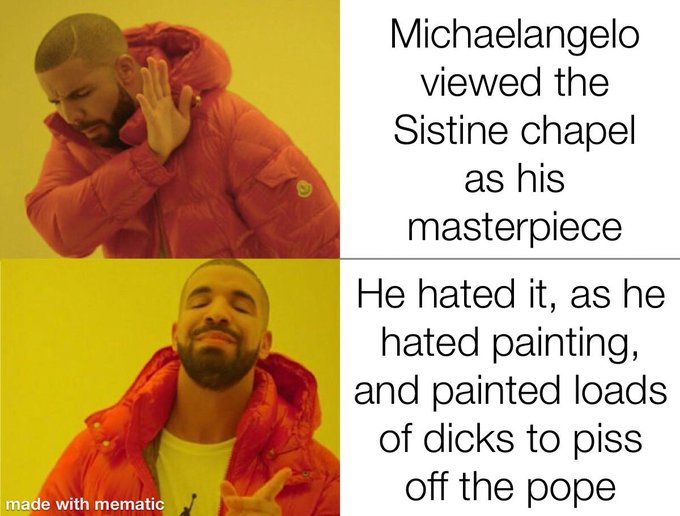 Michaelangelo
viewed the
Sistine chapel
as his
masterpiece
He hated it, as he
hated painting,
and painted loads
of dicks to piss
off the pope
made with mematic